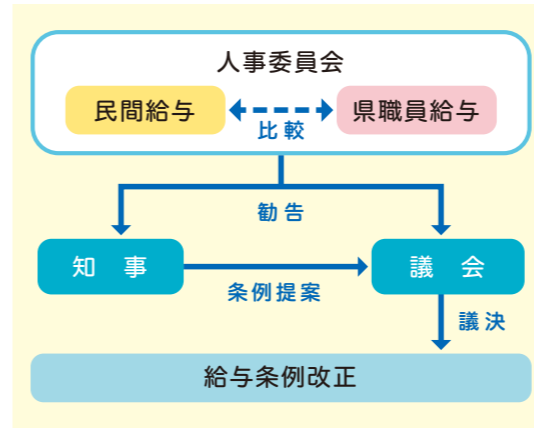 人事委員会
民間給与
県職員給与
比較
勧告
知 事
議 会
条例提案
議決
給与条例改正